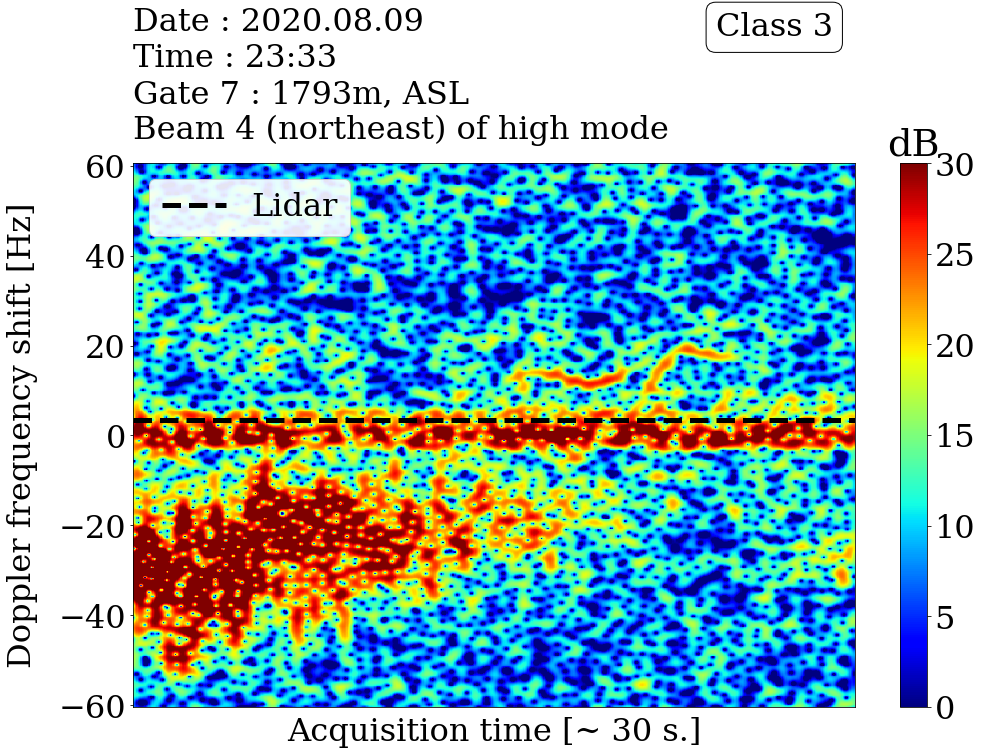 Date : 2020.08.09
Time : 23:33
Gate 7 : 1793m, ASL
Beam 4 (northeast) of high mode
Class 3
dB
Lidar
60
40
20
0
−20
−40
−60
Doppler frequency shift [Hz]
Acquisition time [~ 30 s.]
30
25
20
15
10
5
0